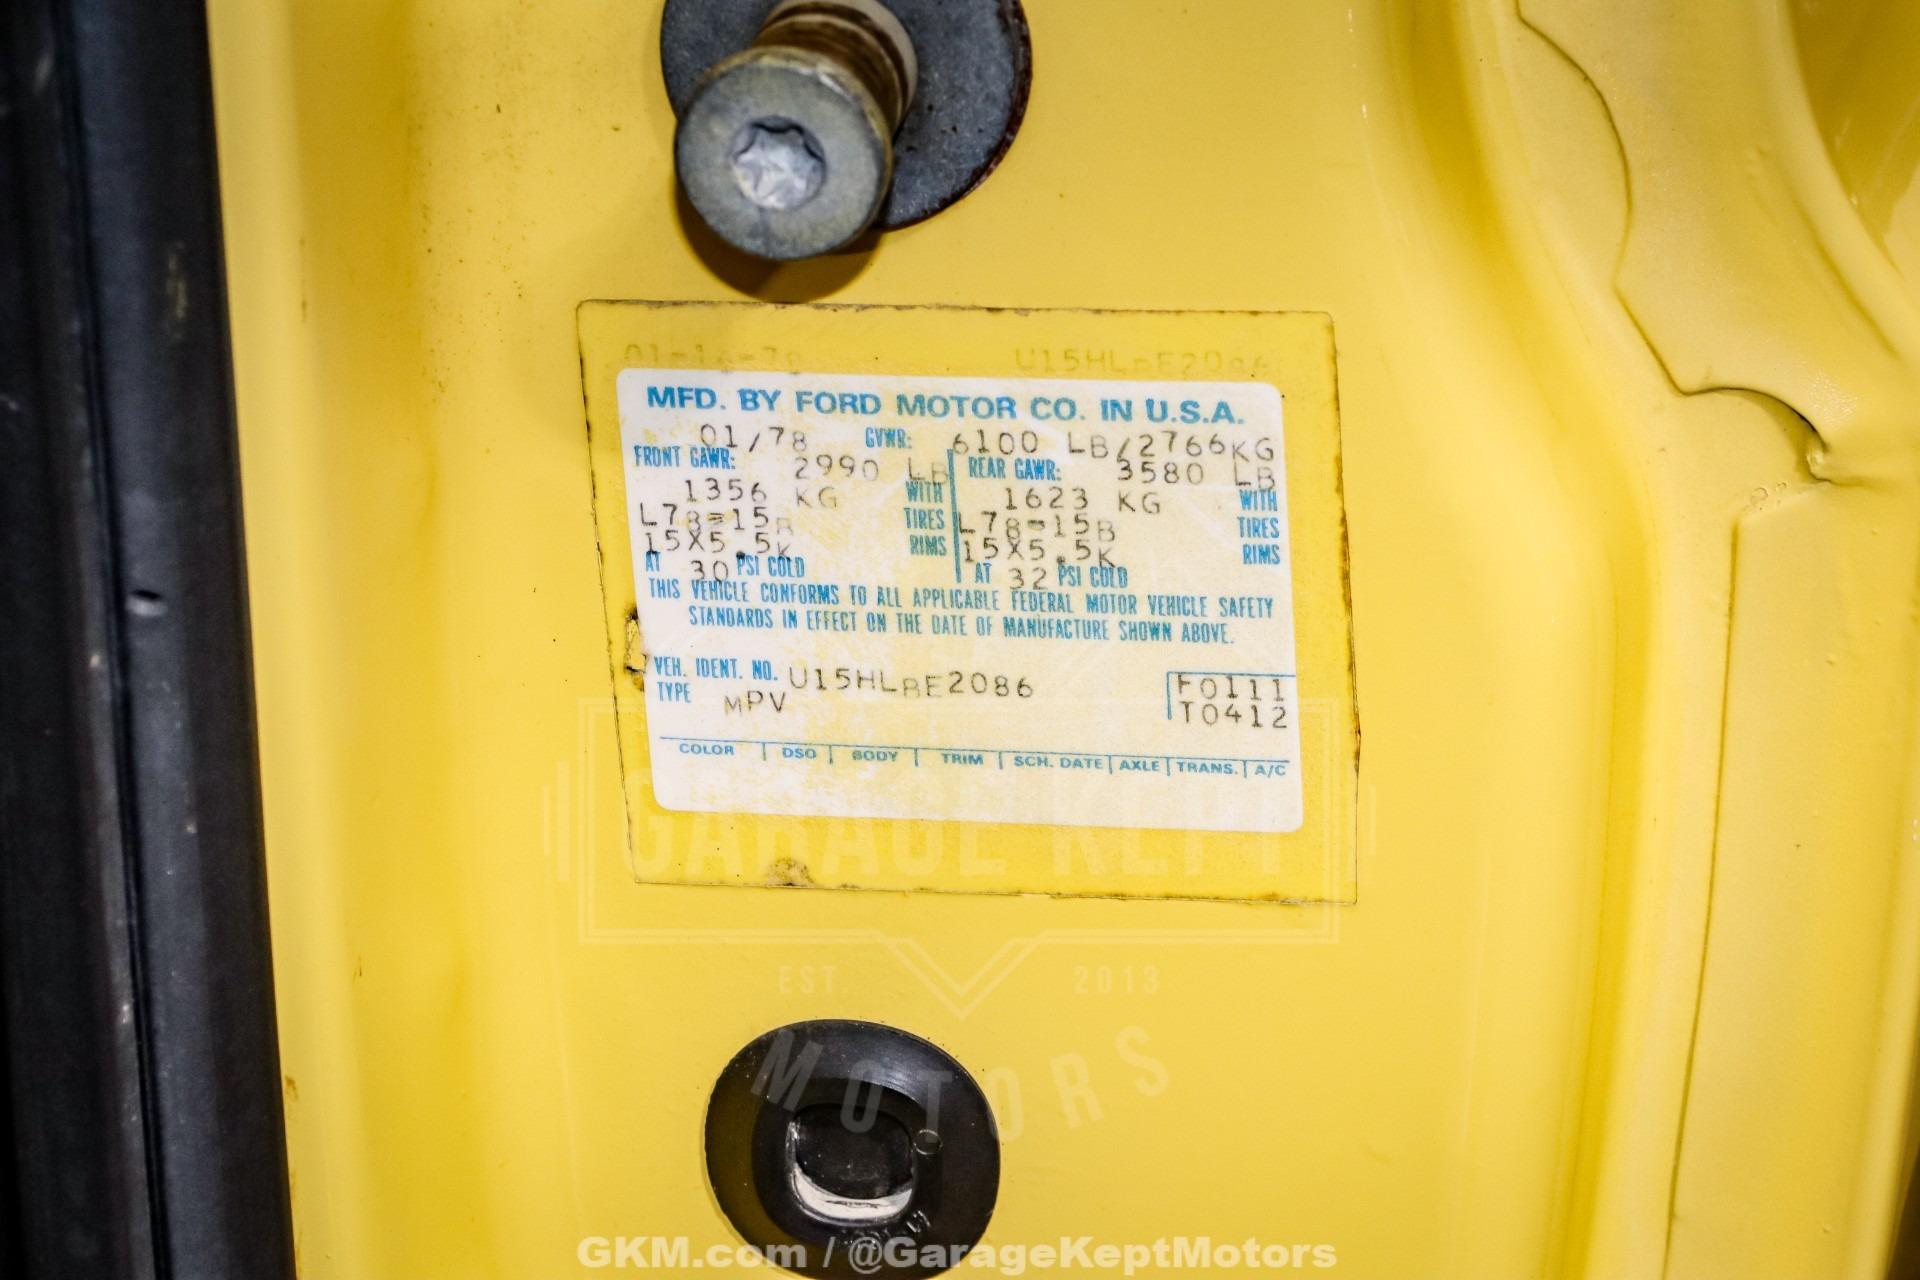 01-16-78 U15HLBE2086
MFD. BY FORD MOTOR CO. IN U.S.A.
01/78 GVWR: 6100 LB/2766KG
FRONT GAWR: 2990 LB REAR GAWR: 3580 LB
1356 KG WITH 1623 KG WITH
L78-15B TIRES L78-15B TIRES
15X5.5K RIMS 15X5.5K RIMS
AT 30 PSI COLD AT 32 PSI COLD
THIS VEHICLE CONFORMS TO ALL APPLICABLE FEDERAL MOTOR VEHICLE SAFETY
STANDARDS IN EFFECT ON THE DATE OF MANUFACTURE SHOWN ABOVE.
VEH. IDENT. NO. U15HLBE2086 F0111
TYPE MPV T0412
COLOR DSO BODY TRIM SCH. DATE AXLE TRANS. A/C
GARAGE KEPT
EST. 2013
MOTORS
GKM.com / @GarageKeptMotors